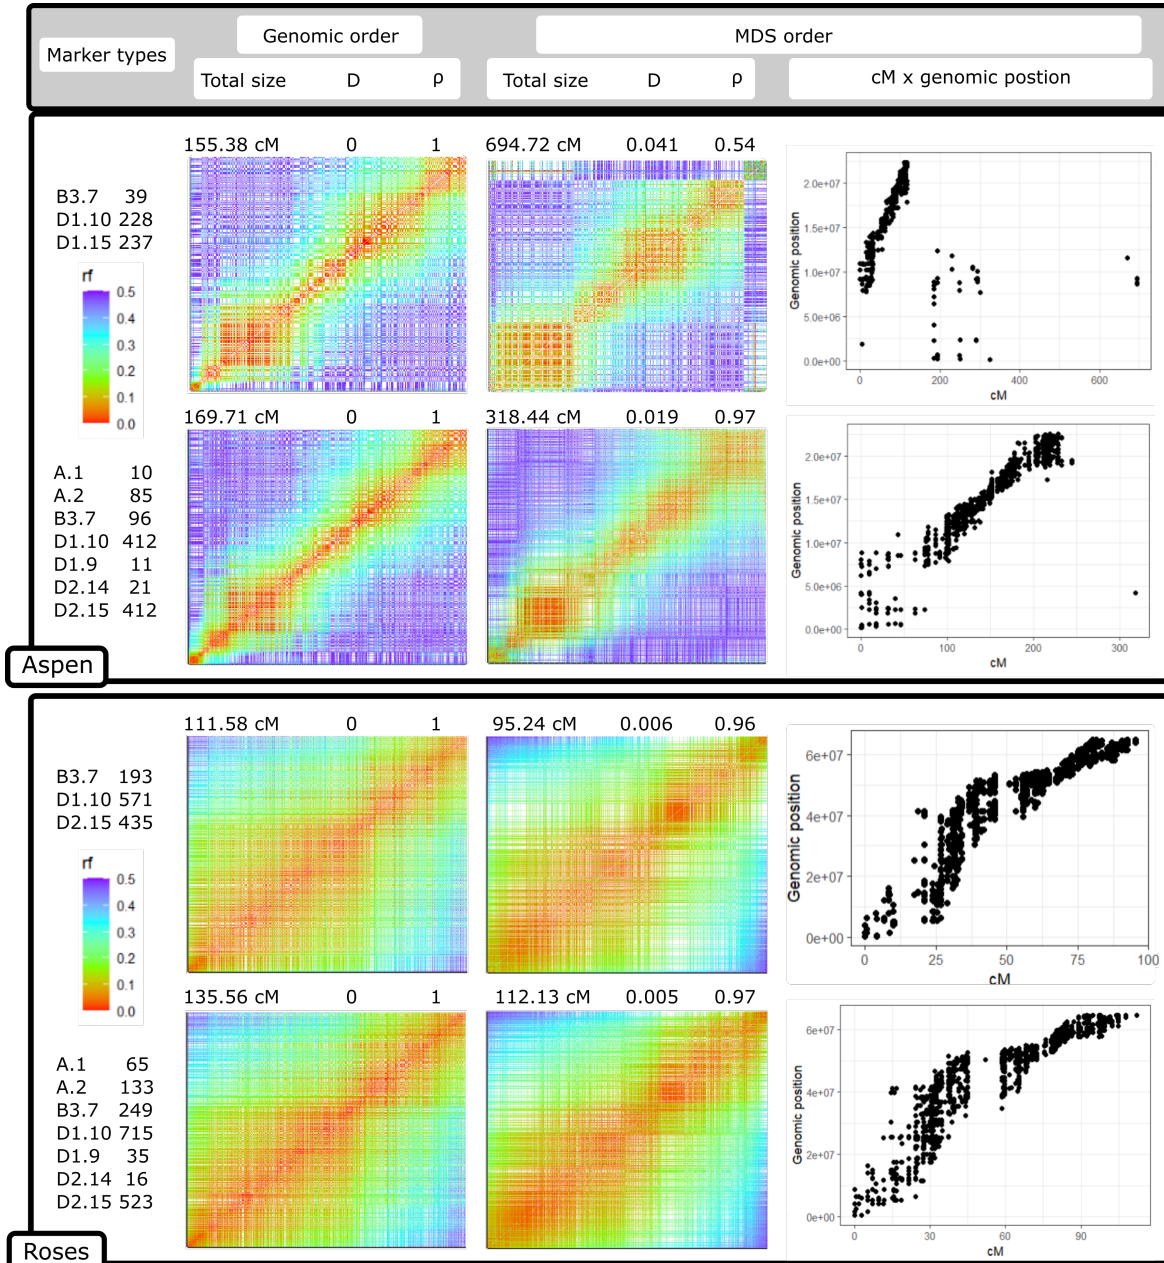 Marker types
Genomic order
MDS order
Total size D ρ
Total size D ρ
cM x genomic postion
155.38 cM 0 1
694.72 cM 0.041 0.54
B3.7 39
D1.10 228
D1.15 237
rf
0.5
0.4
0.3
0.2
0.1
0.0
Genomic position
2.0e+07
1.5e+07
1.0e+07
5.0e+06
0.0e+00
0 200 400 600
cM
169.71 cM 0 1
318.44 cM 0.019 0.97
A.1 10
A.2 85
B3.7 96
D1.10 412
D1.9 11
D2.14 21
D2.15 412
Genomic position
2.0e+07
1.5e+07
1.0e+07
5.0e+06
0.0e+00
0 100 200 300
cM
Aspen
111.58 cM 0 1
95.24 cM 0.006 0.96
B3.7 193
D1.10 571
D2.15 435
rf
0.5
0.4
0.3
0.2
0.1
0.0
Genomic position
6e+07
4e+07
2e+07
0e+00
0 25 50 75 100
cM
135.56 cM 0 1
112.13 cM 0.005 0.97
A.1 65
A.2 133
B3.7 249
D1.10 715
D1.9 35
D2.14 16
D2.15 523
Genomic position
6e+07
4e+07
2e+07
0e+00
0 30 60 90
cM
Roses